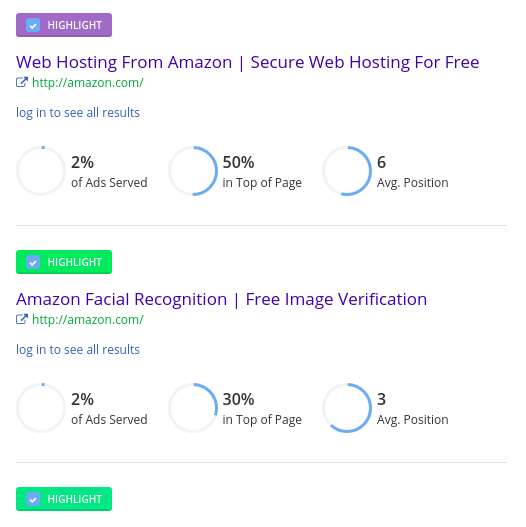 HIGHLIGHT
Web Hosting From Amazon | Secure Web Hosting For Free
http://amazon.com/
log in to see all results
2% 50% 6
of Ads Served in Top of Page Avg. Position
HIGHLIGHT
Amazon Facial Recognition | Free Image Verification
http://amazon.com/
log in to see all results
2% 30% 3
of Ads Served in Top of Page Avg. Position
HIGHLIGHT